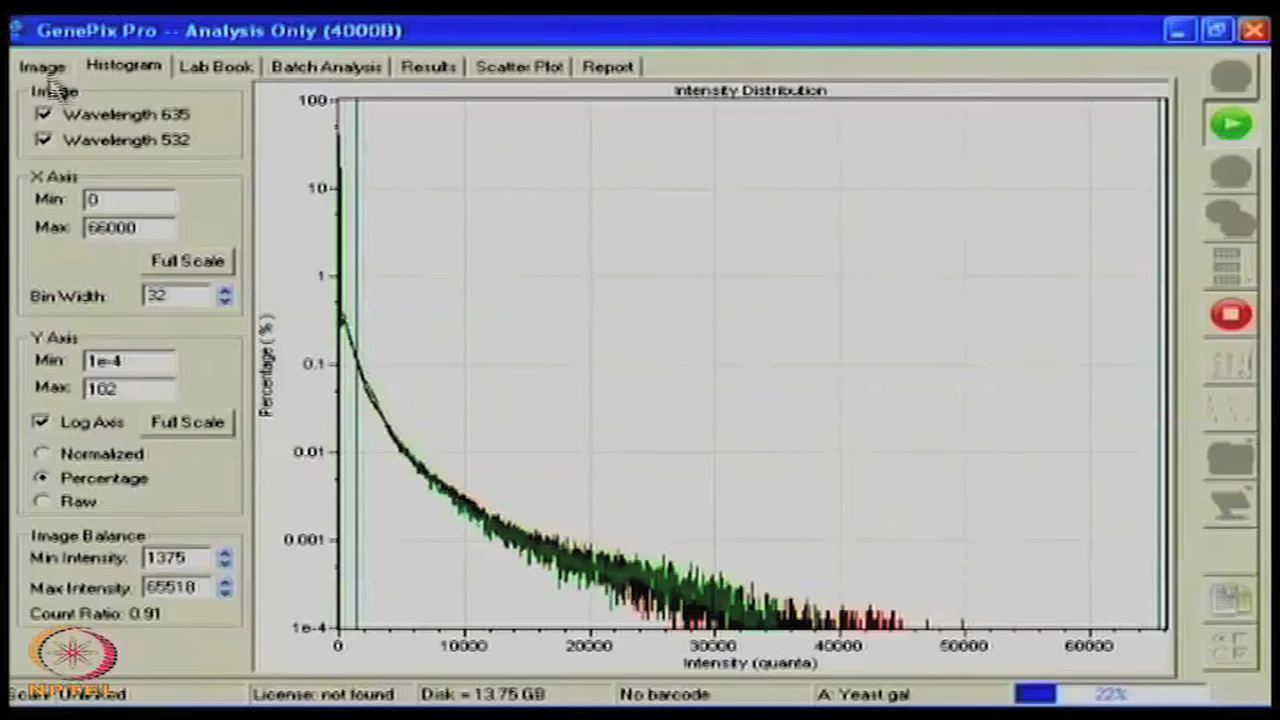 GenePix Pro -- Analysis Only (4000B)
Image Histogram Lab Book Batch Analysis Results Scatter Plot Report
Image
Wavelength 635
Wavelength 532
X Axis
Min: 0
Max: 66000
Full Scale
Bin Width: 32
Y Axis
Min: 1e-4
Max: 102
Log Axis Full Scale
Normalized
Percentage
Raw
Image Balance
Min Intensity: 1375
Max Intensity: 65518
Count Ratio: 0.91
NPTEL
Intensity Distribution
Percentage ( % )
100
10
1
0.1
0.01
0.001
1e-4
0 10000 20000 30000 40000 50000 60000
Intensity (quanta)
License: not found Disk = 13.75 GB No barcode A: Yeast gal 22%